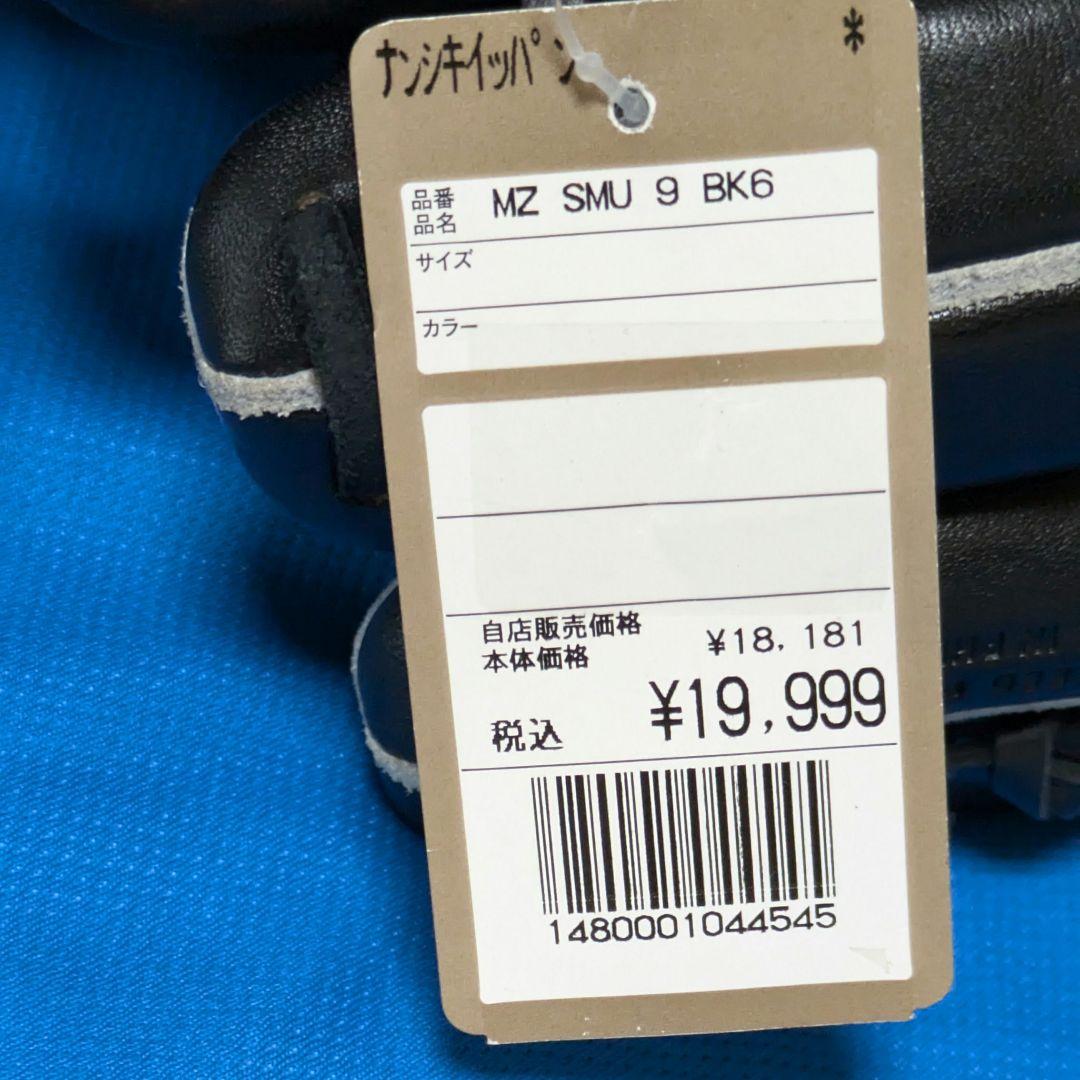 ナンシキイッパン
*
品番 MZ SMU 9 BK6
品名
サイズ
カラー
自店販売価格
本体価格 ¥18,181
税込 ¥19,999
1480001044545